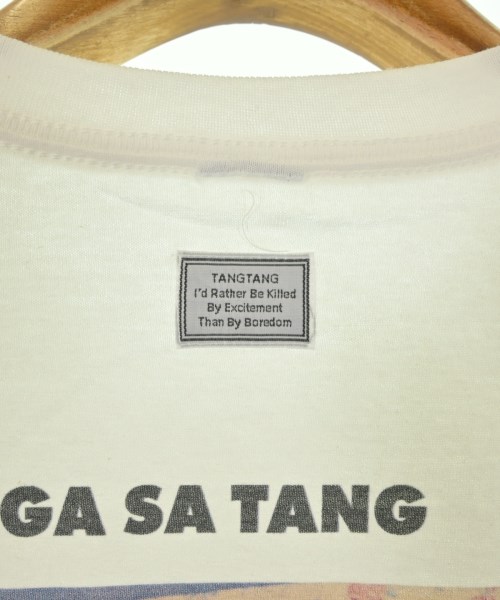 TANGTANG
I'd Rather Be Killed
By Excitement
Than By Boredom
GA SA TANG